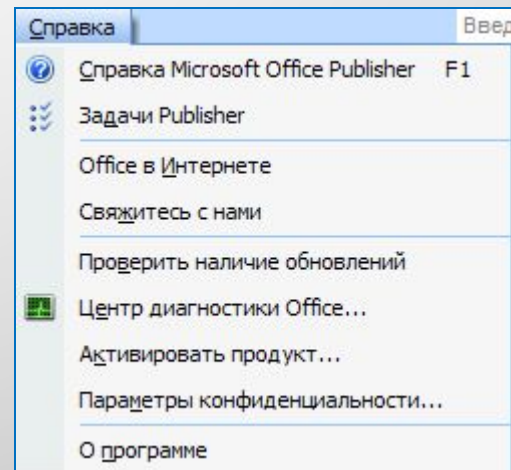 Справка Введ
Справка Microsoft Office Publisher F1
Задачи Publisher
Office в Интернете
Свяжитесь с нами
Проверить наличие обновлений
Центр диагностики Office...
Активировать продукт...
Параметры конфиденциальности...
О программе